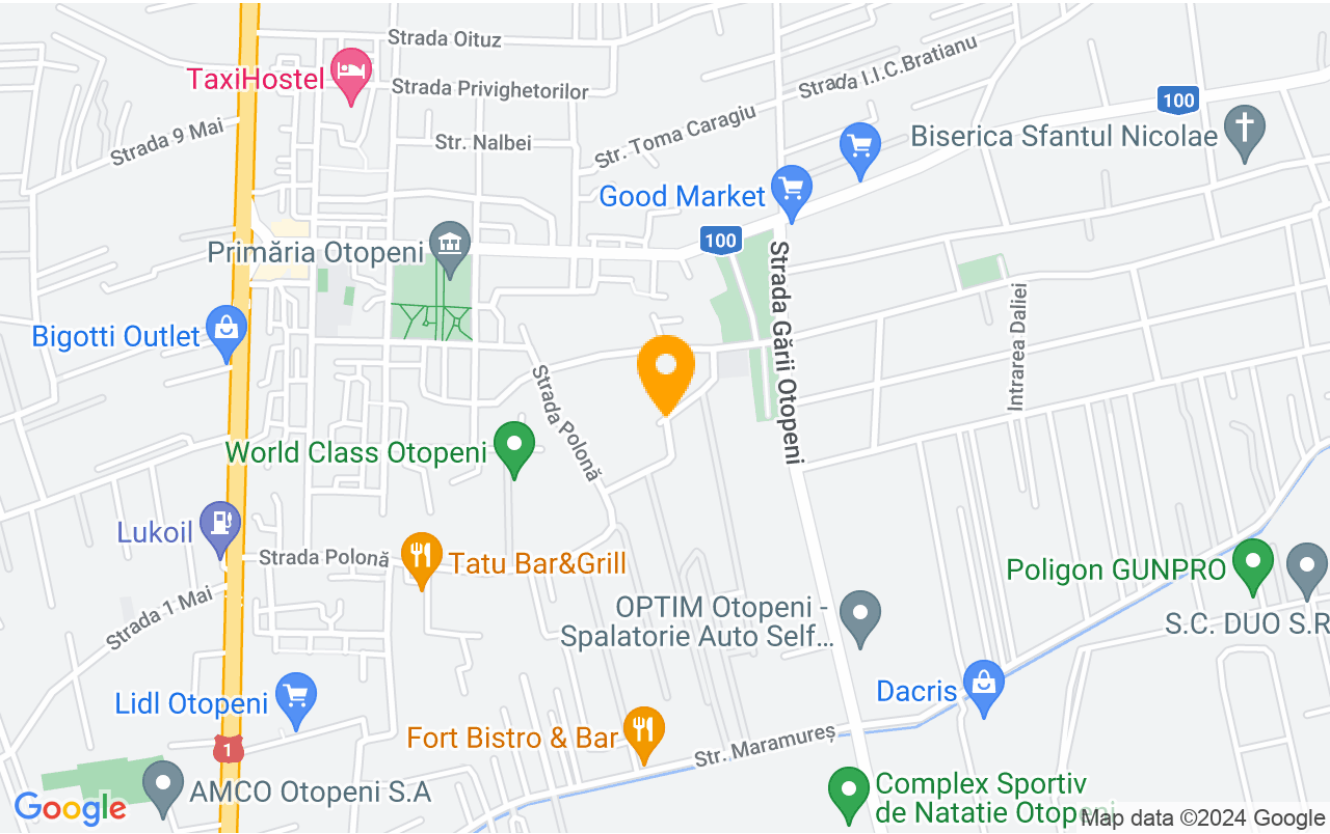 Strada Oituz
TaxiHostel
Strada Privighetorilor
Strada I.I.C.Bratianu
100
Strada 9 Mai
Str. Nalbei
Str. Toma Caragiu
Biserica Sfantul Nicolae
Good Market
Primăria Otopeni
100
Strada Gării Otopeni
Intrarea Daliei
Bigotti Outlet
Strada Polonă
World Class Otopeni
Lukoil
Strada Polonă
Tatu Bar&Grill
Poligon GUNPRO
Strada 1 Mai
OPTIM Otopeni -
Spalatorie Auto Self...
S.C. DUO S.R
Lidl Otopeni
Dacris
Fort Bistro & Bar
Str. Maramureș
1
AMCO Otopeni S.A
Complex Sportiv
de Natatie Otopeni
Google
Map data ©2024 Google